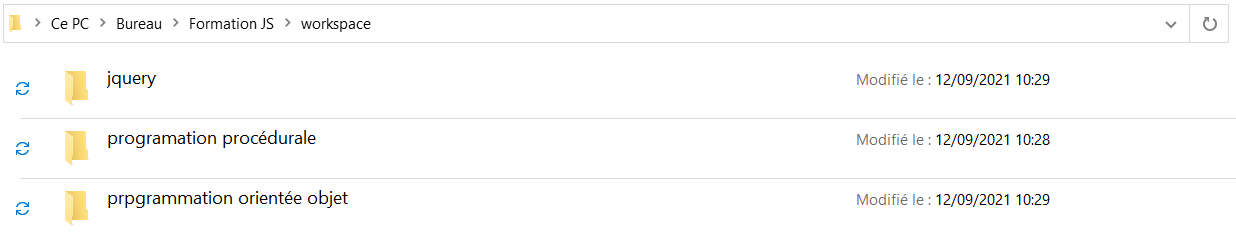 Ce PC > Bureau > Formation JS > workspace
jquery Modifié le : 12/09/2021 10:29
programation procédurale Modifié le : 12/09/2021 10:28
prpgrammation orientée objet Modifié le : 12/09/2021 10:29